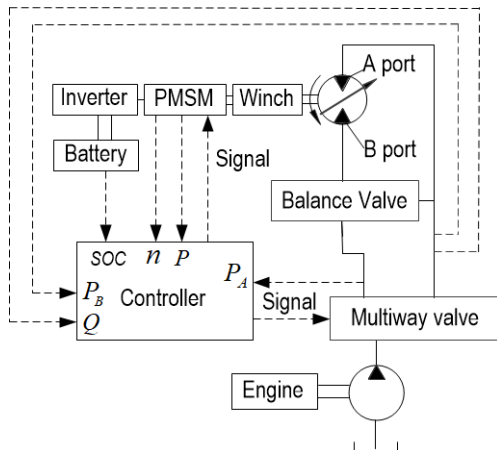 A port
Inverter
PMSM
Winch
Battery
Signal
B port
Balance Valve
SOC
n
P
P_A
P_B
Controller
Signal
Q
Multiway valve
Engine